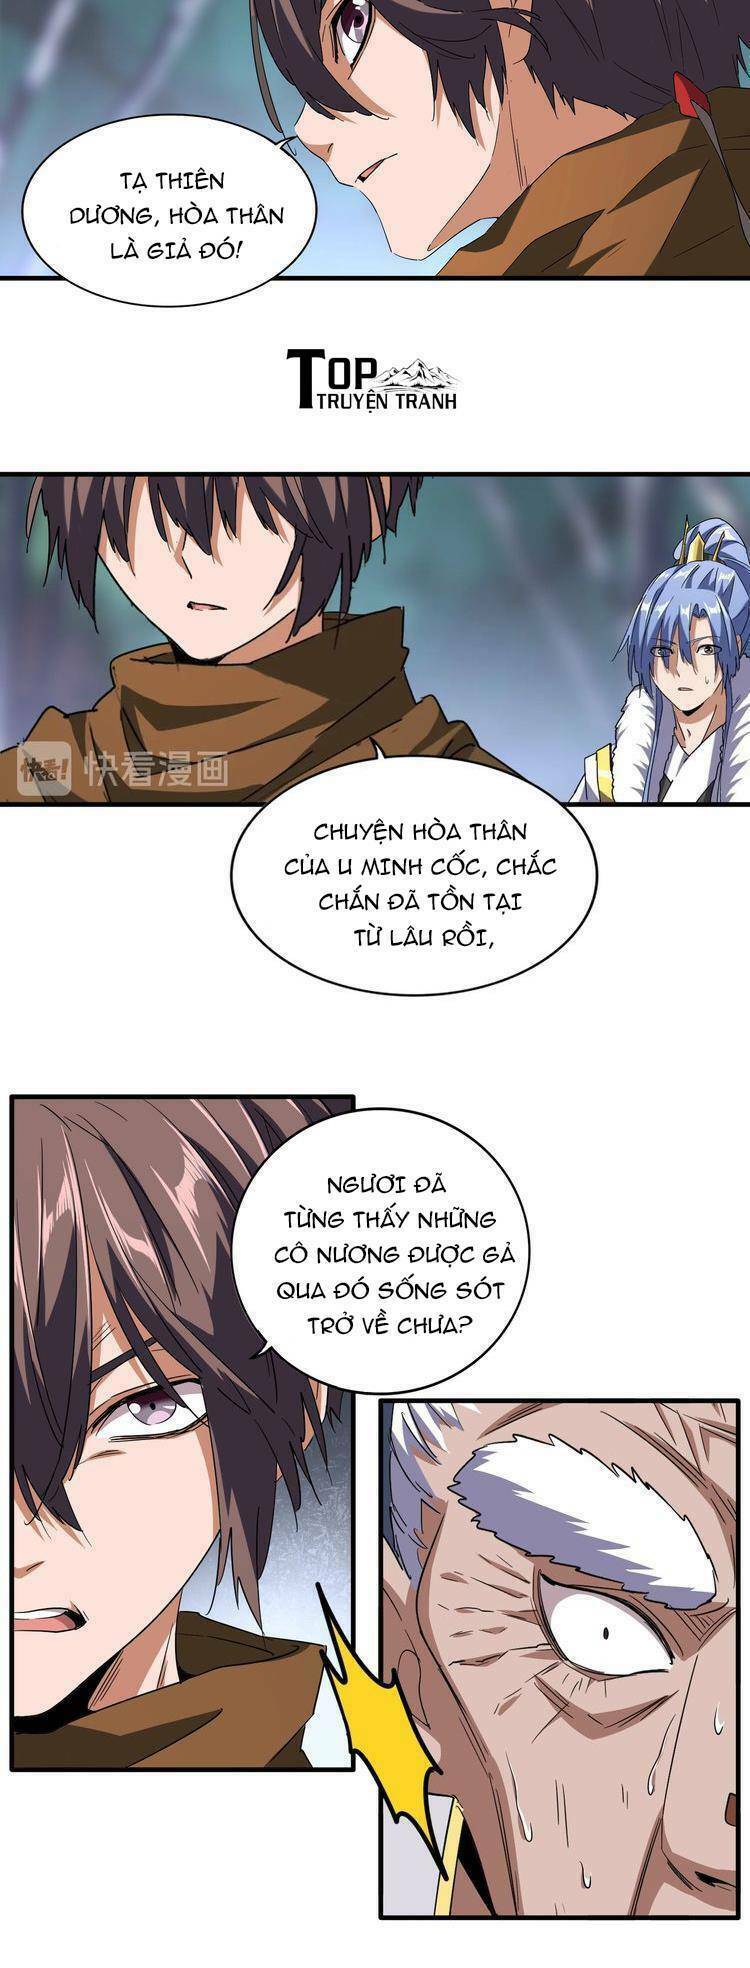 TẠ THIÊN
DƯƠNG, HÒA THÂN
LÀ GIẢ ĐÓ!
TOP
TRUYỆN TRANH
快看! 快看漫画
CHUYỆN HÒA THÂN
CỦA U MINH CỐC, CHẮC
CHẮN ĐÃ TỒN TẠI
TỪ LÂU RỒI,
NGƯƠI ĐÃ
TỪNG THẤY NHỮNG
CÔ NƯƠNG ĐƯỢC GẢ
QUA ĐÓ SỐNG SÓT
TRỞ VỀ CHƯA?